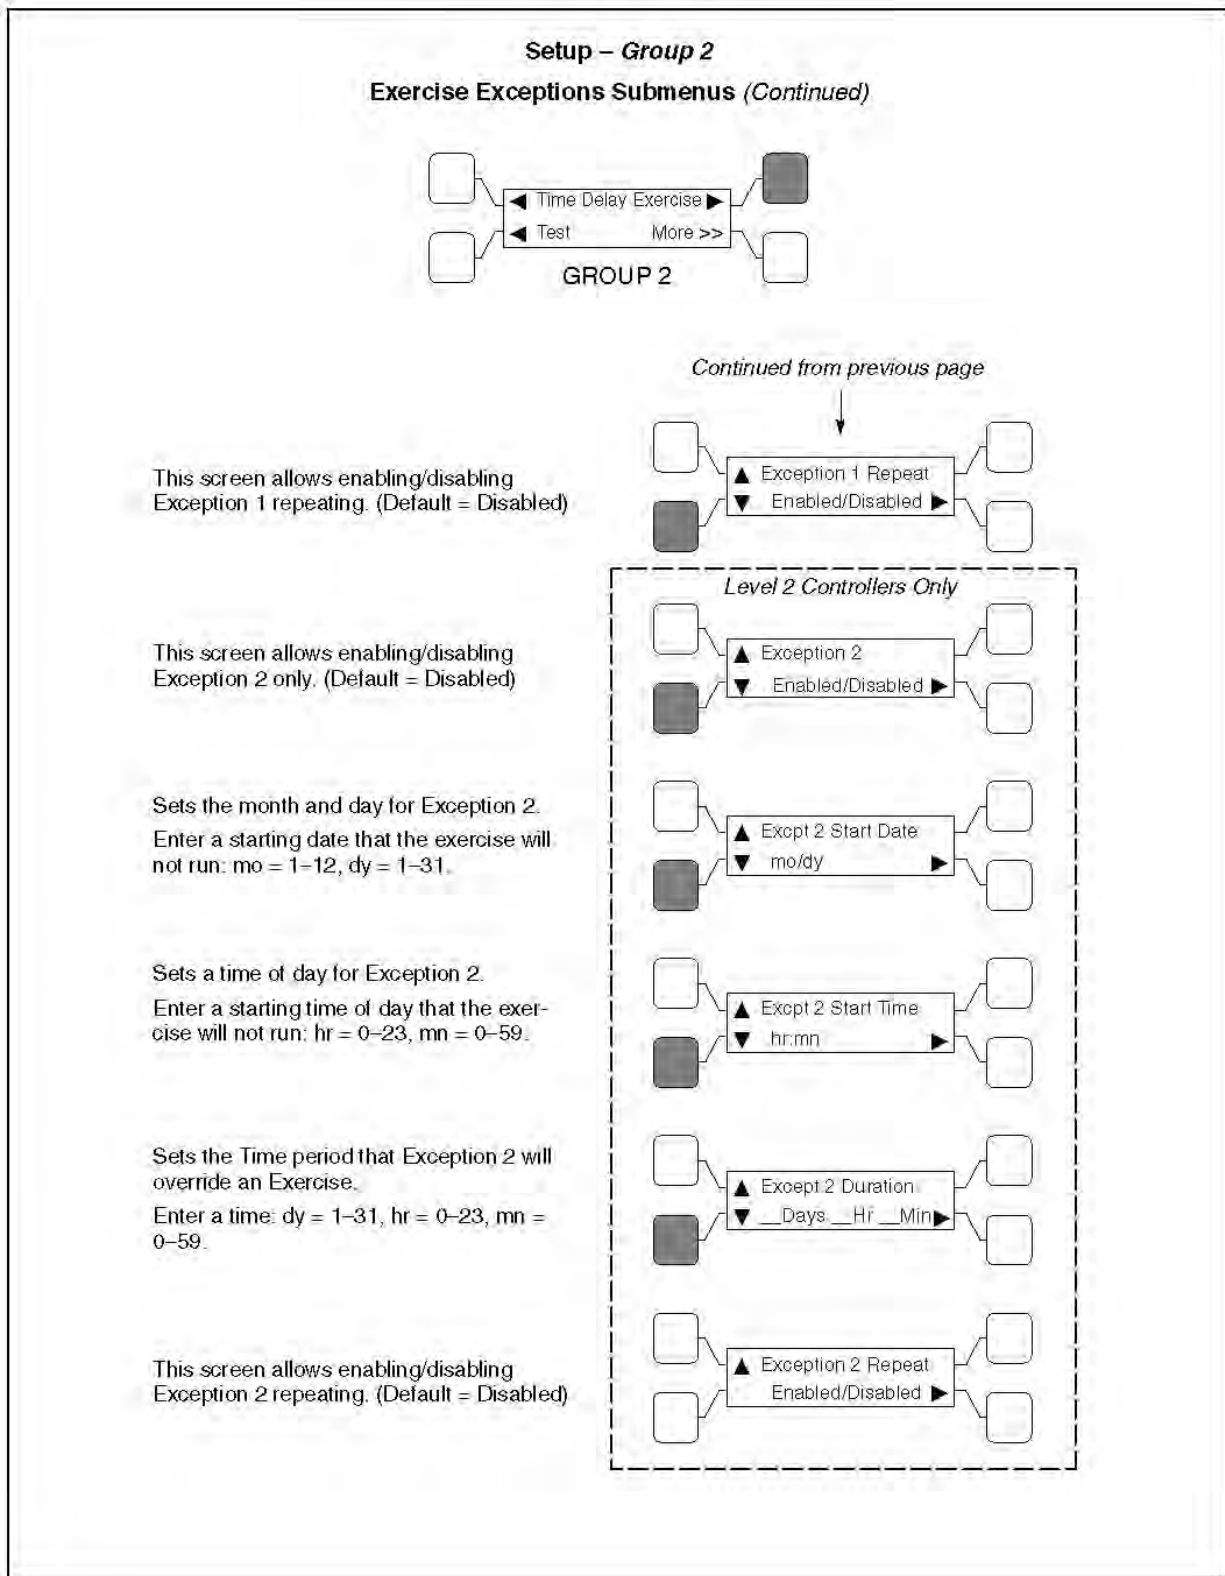 Setup – Group 2
Exercise Exceptions Submenus (Continued)
◀ Time Delay Exercise ▶
◀ Test More >>
GROUP 2
Continued from previous page
This screen allows enabling/disabling
Exception 1 repeating. (Default = Disabled)
▲ Exception 1 Repeat
▼ Enabled/Disabled ▶
Level 2 Controllers Only
This screen allows enabling/disabling
Exception 2 only. (Default = Disabled)
▲ Exception 2
▼ Enabled/Disabled ▶
Sets the month and day for Exception 2.
Enter a starting date that the exercise will
not run: mo = 1–12, dy = 1–31.
▲ Excpt 2 Start Date
▼ mo/dy ▶
Sets a time of day for Exception 2.
Enter a starting time of day that the exer-
cise will not run: hr = 0–23, mn = 0–59.
▲ Excpt 2 Start Time
▼ hr:mn ▶
Sets the Time period that Exception 2 will
override an Exercise.
Enter a time: dy = 1–31, hr = 0–23, mn =
0–59.
▲ Except 2 Duration
▼ __Days __Hr __Min▶
This screen allows enabling/disabling
Exception 2 repeating. (Default = Disabled)
▲ Exception 2 Repeat
Enabled/Disabled ▶